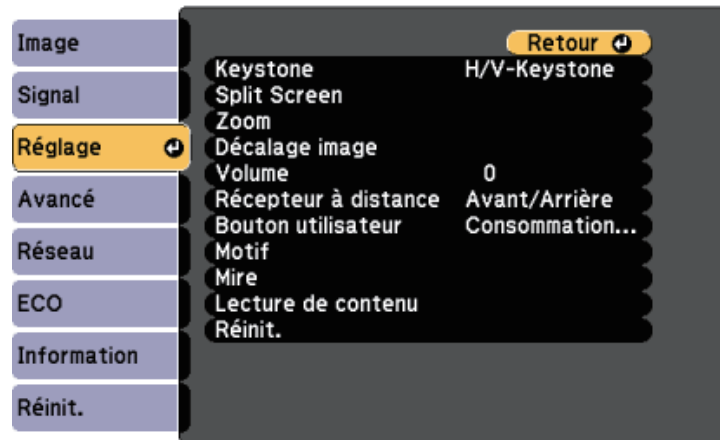 Image
Signal
Réglage
Avancé
Réseau
ECO
Information
Réinit.
Retour
Keystone H/V-Keystone
Split Screen
Zoom
Décalage image
Volume 0
Récepteur à distance Avant/Arrière
Bouton utilisateur Consommation...
Motif
Mire
Lecture de contenu
Réinit.